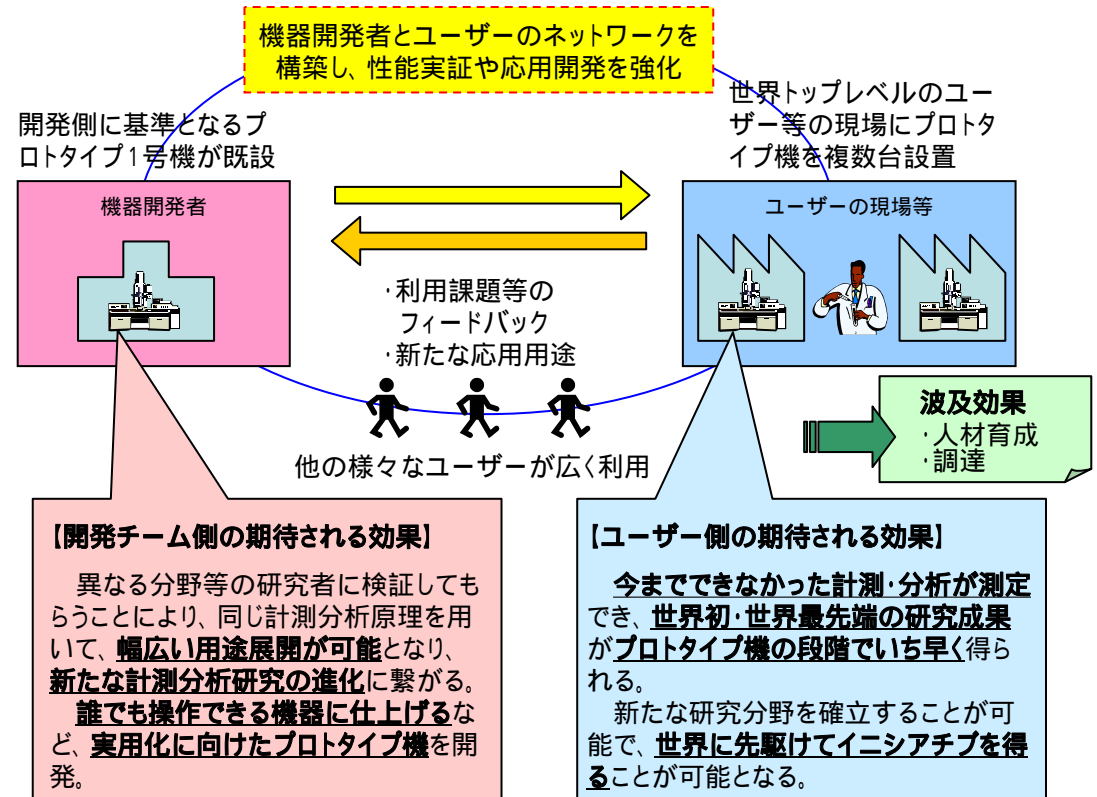 機器開発者とユーザーのネットワークを
構築し、性能実証や応用開発を強化
開発側に基準となるプ
ロトタイプ1号機が既設
世界トップレベルのユー
ザー等の現場にプロトタ
イプ機を複数台設置
機器開発者
ユーザーの現場等
・利用課題等の
フィードバック
・新たな応用用途
他の様々なユーザーが広く利用
波及効果
・人材育成
・調達
【開発チーム側の期待される効果】
異なる分野等の研究者に検証しても
らうことにより、同じ計測分析原理を用
いて、幅広い用途展開が可能となり、
新たな計測分析研究の進化に繋がる。
誰でも操作できる機器に仕上げるな
ど、実用化に向けたプロトタイプ機を開
発。
【ユーザー側の期待される効果】
今までできなかった計測・分析が測定
でき、世界初・世界最先端の研究成果
がプロトタイプ機の段階でいち早く得ら
れる。
新たな研究分野を確立することが可
能で、世界に先駆けてイニシアチブを得
ることが可能となる。